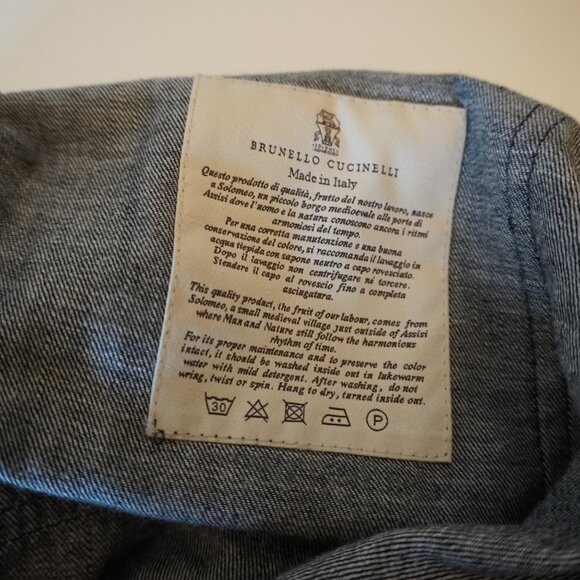 BRUNELLO CUCINELLI
Made in Italy
Questo prodotto di qualità, frutto del nostro lavoro, nasce
a Solomeo, un piccolo borgo medioevale alle porte di
Assisi dove l'uomo e la natura conoscono ancora i ritmi
armoniosi del tempo.
Per una corretta manutenzione e una buona
conservazione del colore, si raccomanda il lavaggio in
acqua tiepida con sapone neutro a capo rovesciato.
Dopo il lavaggio non centrifugare né torcere.
Stendere il capo al rovescio fino a completa
asciugatura.
This quality product, the fruit of our labour, comes from
Solomeo, a small medieval village just outside of Assisi
where Man and Nature still follow the harmonious
rhythm of time.
For its proper maintenance and to preserve the color
intact, it should be washed inside out in lukewarm
water with mild detergent. After washing, do not
wring, twist or spin. Hang to dry, turned inside out.
30 P